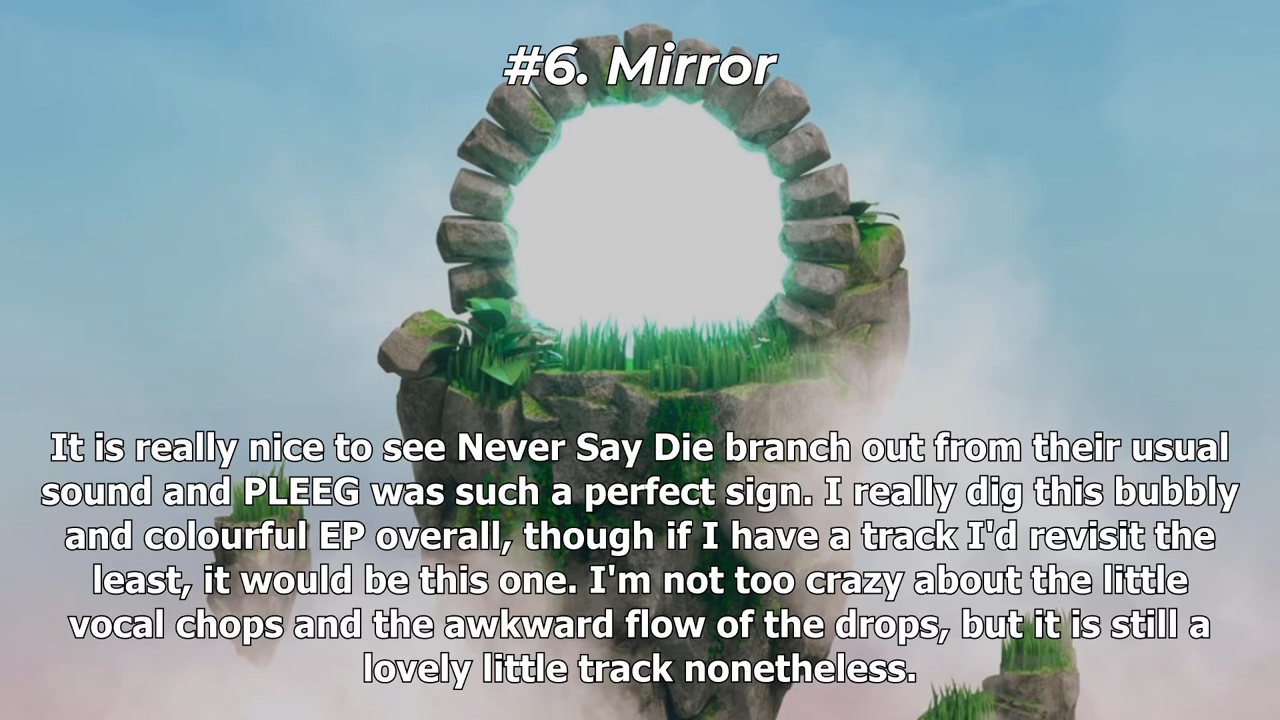 #6. Mirror
It is really nice to see Never Say Die branch out from their usual
sound and PLEEG was such a perfect sign. I really dig this bubbly
and colourful EP overall, though if I have a track I'd revisit the
least, it would be this one. I'm not too crazy about the little
vocal chops and the awkward flow of the drops, but it is still a
lovely little track nonetheless.